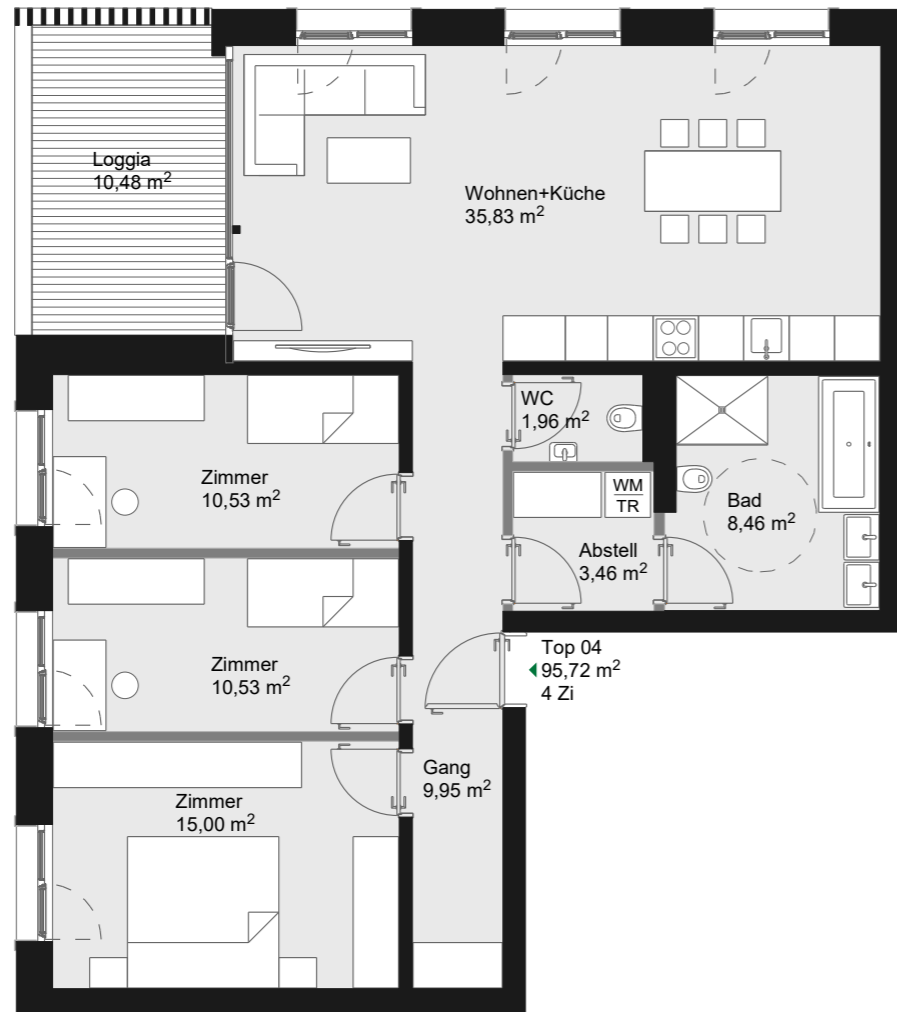 Loggia
10,48 m²
Wohnen+Küche
35,83 m²
WC
1,96 m²
Zimmer
10,53 m²
WM
TR
Bad
8,46 m²
Abstell
3,46 m²
Zimmer
10,53 m²
Top 04
95,72 m²
4 Zi
Gang
9,95 m²
Zimmer
15,00 m²